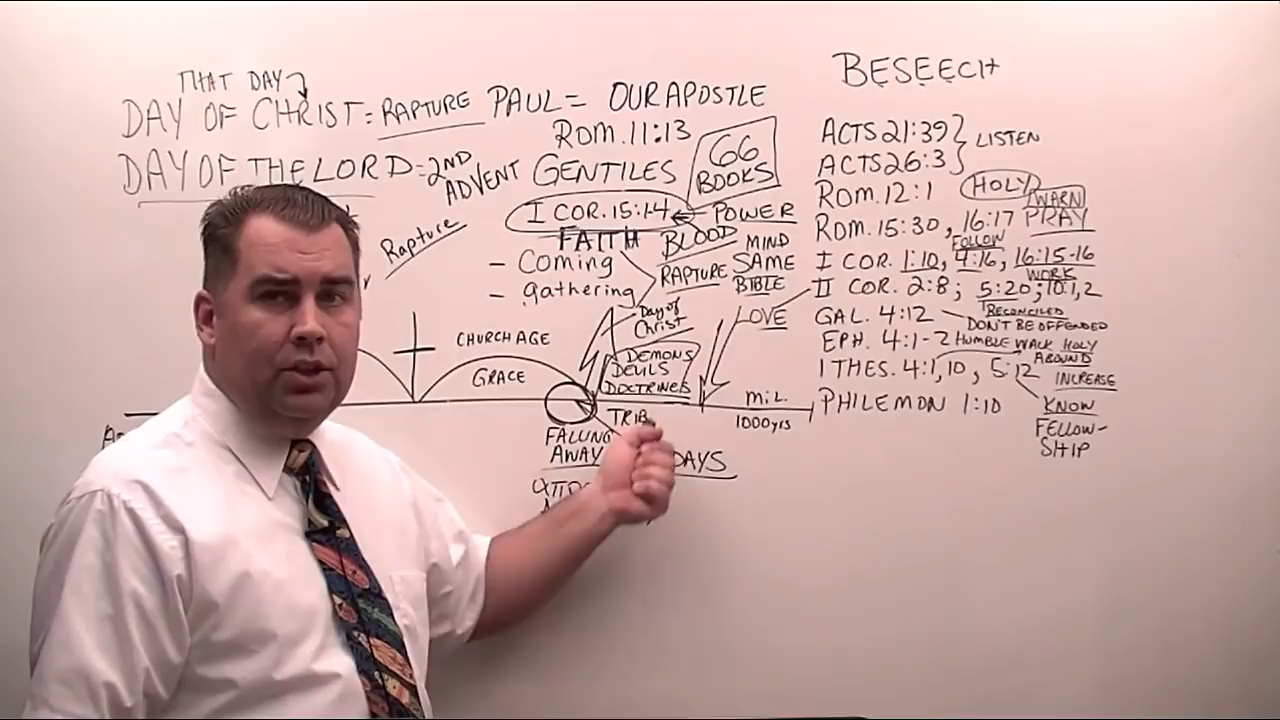 THAT DAY
DAY OF CHRIST = RAPTURE PAUL = OUR APOSTLE
ROM. 11:13
DAY OF THE LORD = 2ND ADVENT GENTILES
66 BOOKS
I COR. 15:1-4
POWER
FAITH
BLOOD
Rapture
- Coming
- gathering
RAPTURE
MIND
SAME
BIBLE
Day of
Christ
LOVE
CHURCH AGE
GRACE
DEMONS
DEVILS
DOCTRINES
TRIB
MIL
1000yrs
FALLING
AWAY
DAYS
BESEECH
ACTS 21:39 } LISTEN
ACTS 26:3
ROM. 12:1 HOLY
WARN
ROM. 15:30, 16:17 PRAY
FOLLOW
I COR. 1:10, 4:16, 16:15-16
WORK
II COR. 2:8; 5:20; 10:1,2
RECONCILED
GAL. 4:12 DON'T BE OFFENDED
EPH. 4:1-2 HUMBLE WALK HOLY
ABOUND
1 THES. 4:1,10, 5:12 INCREASE
PHILEMON 1:10 KNOW
FELLOW-
SHIP